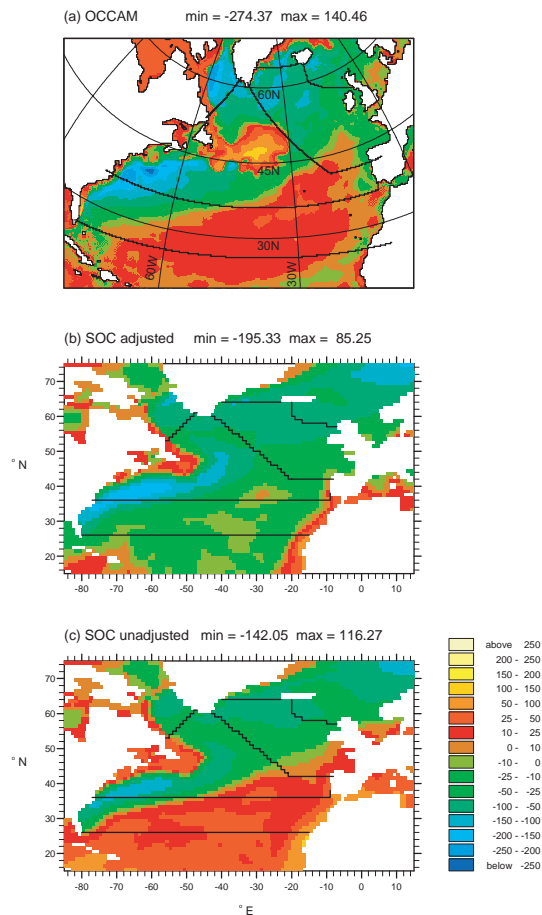 (a) OCCAM min = -274.37 max = 140.46
60N
45N
30N
60W
30W
(b) SOC adjusted min = -195.33 max = 85.25
70
60
50
40
30
20
° N
-80 -70 -60 -50 -40 -30 -20 -10 0 10
(c) SOC unadjusted min = -142.05 max = 116.27
70
60
50
40
30
20
° N
-80 -70 -60 -50 -40 -30 -20 -10 0 10
° E
above 250
200 - 250
150 - 200
100 - 150
50 - 100
25 - 50
10 - 25
0 - 10
-10 - 0
-25 - -10
-50 - -25
-100 - -50
-150 - -100
-200 - -150
-250 - -200
below -250